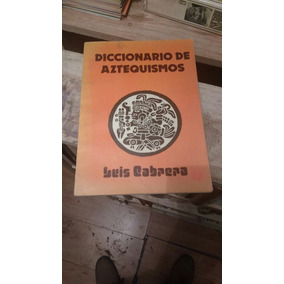 DICCIONARIO DE
AZTEQUISMOS
Luis Cabrera